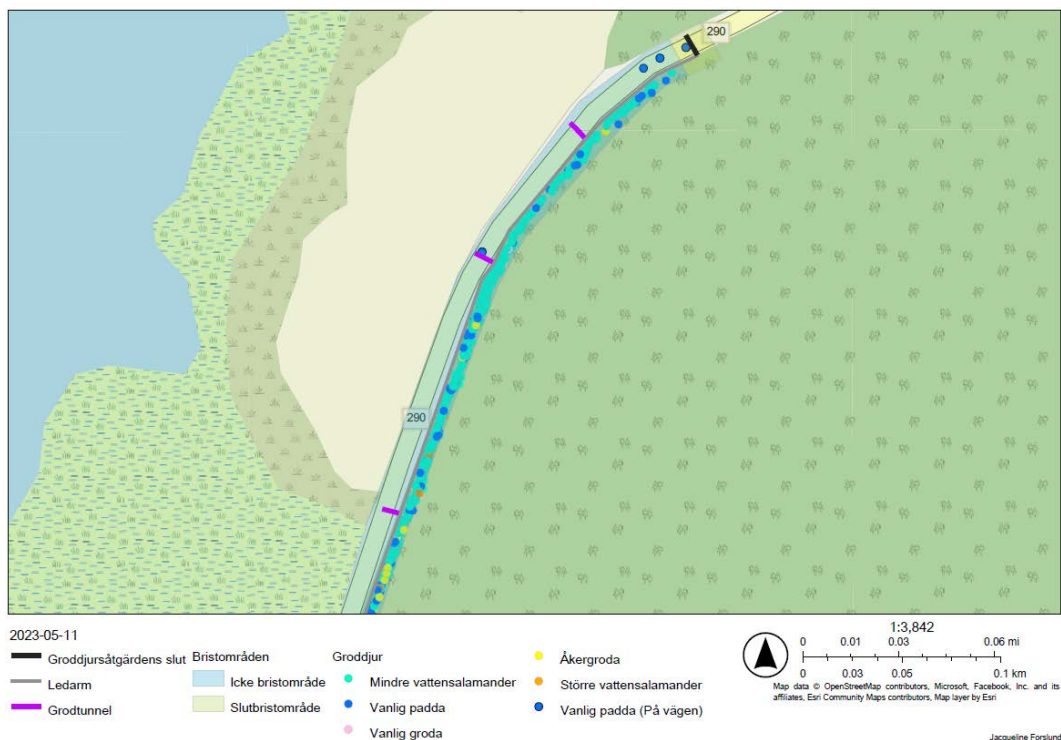 290
290
2023-05-11
Groddjursåtgärdens slut
Ledarm
Grodtunnel
Bristområden
Icke bristområde
Slutbristområde
Groddjur
Mindre vattensalamander
Vanlig padda
Vanlig groda
Åkergroda
Större vattensalamander
Vanlig padda (På vägen)
1:3,842
0 0.01 0.03 0.06 mi
0 0.03 0.05 0.1 km
Map data © OpenStreetMap contributors, Microsoft, Facebook, Inc. and its
affiliates, Esri Community Maps contributors, Map layer by Esri
Jacqueline Forslund